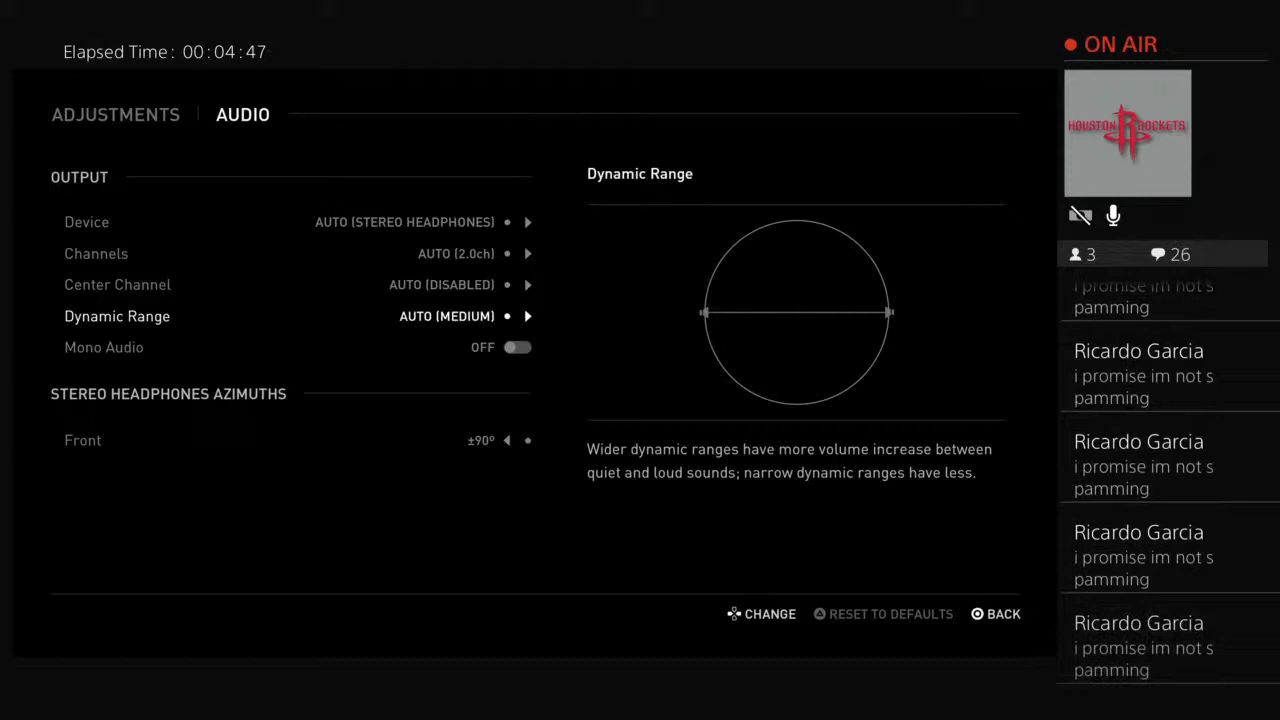 Elapsed Time: 00:04:47
ON AIR
ADJUSTMENTS
AUDIO
HOUSTON ROCKETS
OUTPUT
Dynamic Range
Device AUTO (STEREO HEADPHONES)
Channels AUTO (2.0ch)
Center Channel AUTO (DISABLED)
Dynamic Range AUTO (MEDIUM)
Mono Audio OFF
STEREO HEADPHONES AZIMUTHS
Front ±90º
Wider dynamic ranges have more volume increase between
quiet and loud sounds; narrow dynamic ranges have less.
CHANGE RESET TO DEFAULTS BACK
3 26
i promise im not s
pamming
Ricardo Garcia
i promise im not s
pamming
Ricardo Garcia
i promise im not s
pamming
Ricardo Garcia
i promise im not s
pamming
Ricardo Garcia
i promise im not s
pamming